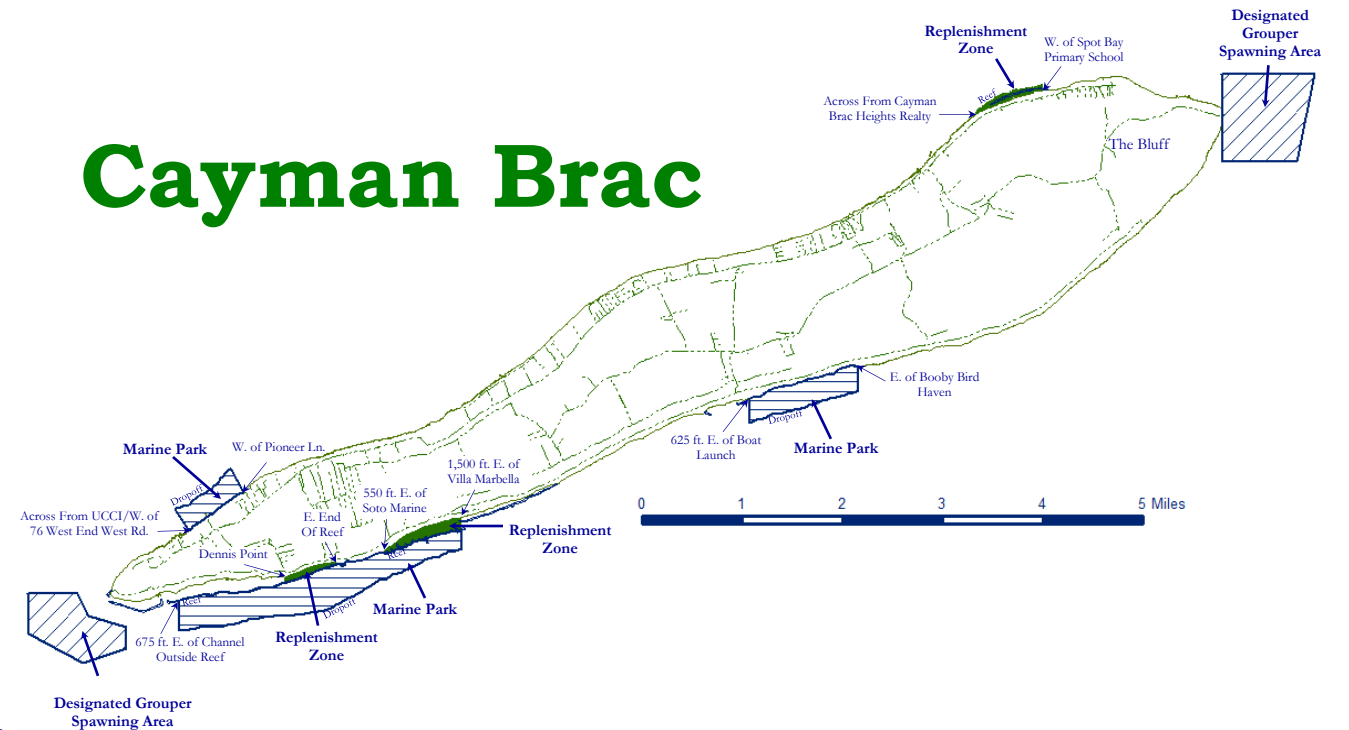 Designated
Grouper
Spawning Area
Replenishment
Zone
W. of Spot Bay
Primary School
Reef
Across From Cayman
Brac Heights Realty
The Bluff
Cayman Brac
E. of Booby Bird
Haven
Dropoff
625 ft. E. of Boat
Launch
Marine Park
Marine Park
W. of Pioneer Ln.
Dropoff
Across From UCCI/W. of
76 West End West Rd.
1,500 ft. E. of
Villa Marbella
550 ft. E. of
Soto Marine
E. End
Of Reef
Dennis Point
Reef
Replenishment
Zone
0 1 2 3 4 5 Miles
Reef
Dropoff
Marine Park
675 ft. E. of Channel
Outside Reef
Replenishment
Zone
Designated Grouper
Spawning Area